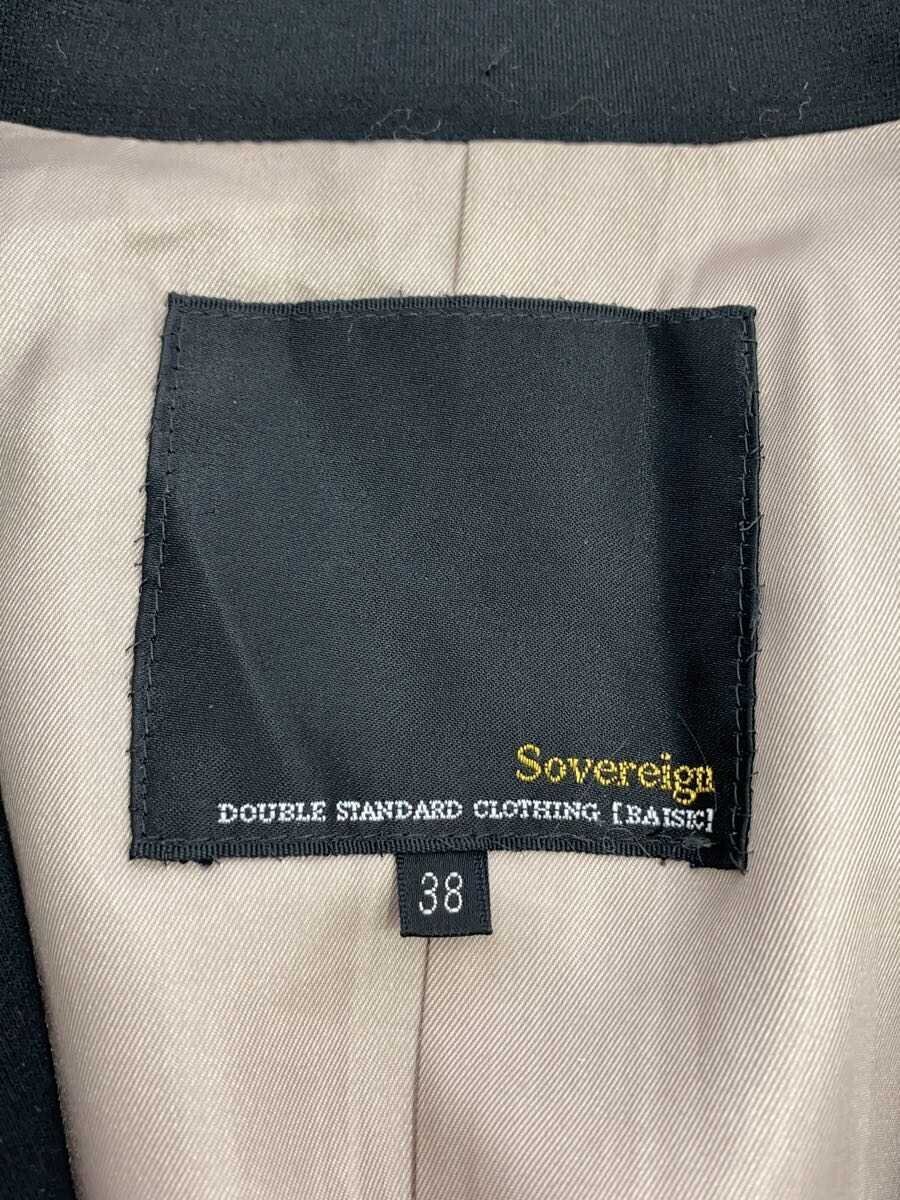 Sovereign
DOUBLE STANDARD CLOTHING [BAISIC]
38